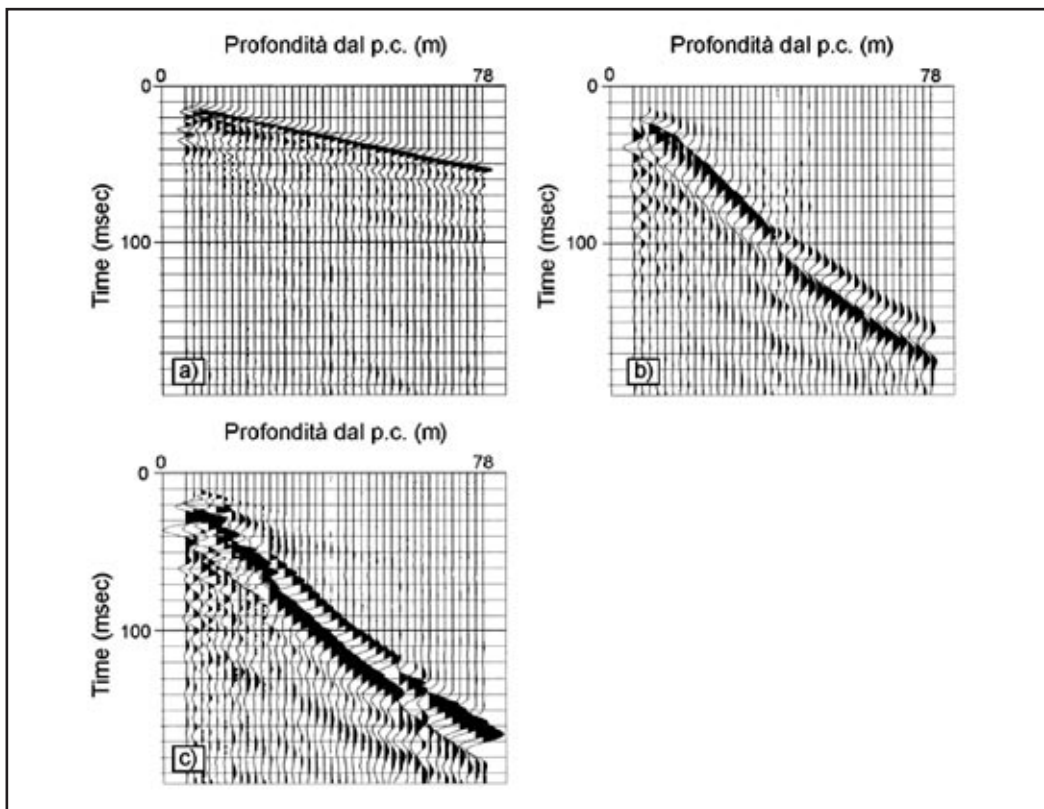 Profondità dal p.c. (m)
0 78
0
100
Time (msec)
a)
Profondità dal p.c. (m)
0 78
0
100
Time (msec)
b)
Profondità dal p.c. (m)
0 78
0
100
Time (msec)
c)